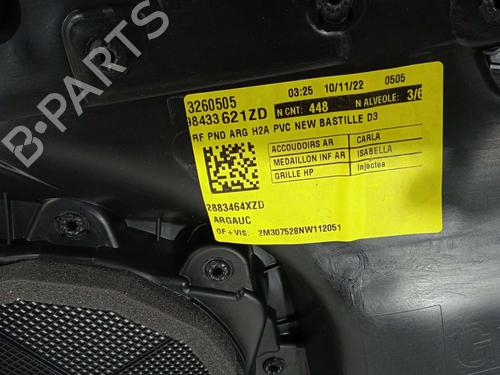 03:25 10/11/22 0505
3260505
98433621ZD
N CNT: 448 N ALVEOLE: 3/6
RF PNO ARG H2A PVC NEW BASTILLE D3
ACCOUDOIRS AR CARLA
MEDAILLON INF AR ISABELLA
GRILLE HP Injectea
2883464XZD
ARGAUC
OF+VIS: 2M307528NW112051
B-PARTS
G